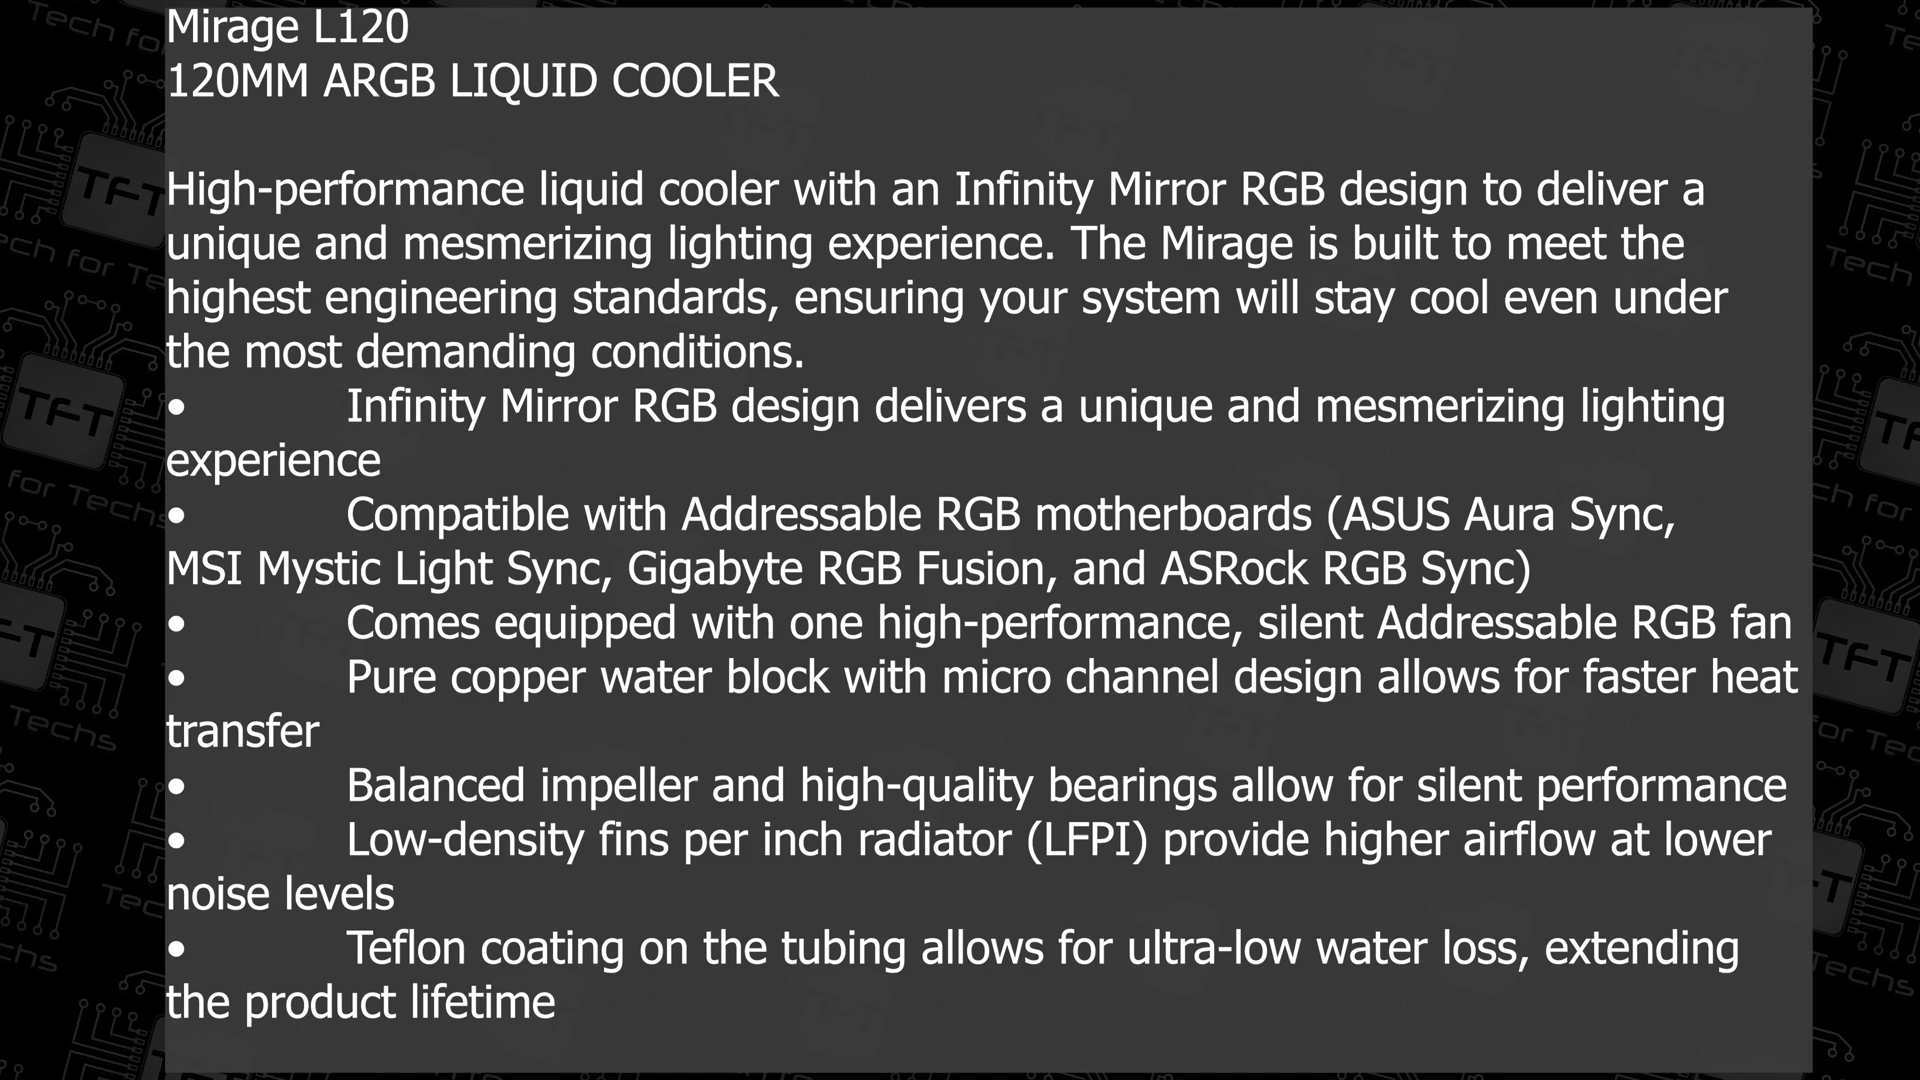 Mirage L120
120MM ARGB LIQUID COOLER
High-performance liquid cooler with an Infinity Mirror RGB design to deliver a
unique and mesmerizing lighting experience. The Mirage is built to meet the
highest engineering standards, ensuring your system will stay cool even under
the most demanding conditions.
• Infinity Mirror RGB design delivers a unique and mesmerizing lighting
experience
• Compatible with Addressable RGB motherboards (ASUS Aura Sync,
MSI Mystic Light Sync, Gigabyte RGB Fusion, and ASRock RGB Sync)
• Comes equipped with one high-performance, silent Addressable RGB fan
• Pure copper water block with micro channel design allows for faster heat
transfer
• Balanced impeller and high-quality bearings allow for silent performance
• Low-density fins per inch radiator (LFPI) provide higher airflow at lower
noise levels
• Teflon coating on the tubing allows for ultra-low water loss, extending
the product lifetime